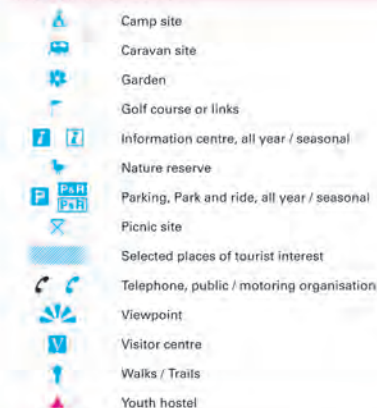 Camp site
Caravan site
Garden
Golf course or links
i i Information centre, all year / seasonal
Nature reserve
P P&R P&R Parking, Park and ride, all year / seasonal
Picnic site
Selected places of tourist interest
Telephone, public / motoring organisation
Viewpoint
V Visitor centre
Walks / Trails
Youth hostel